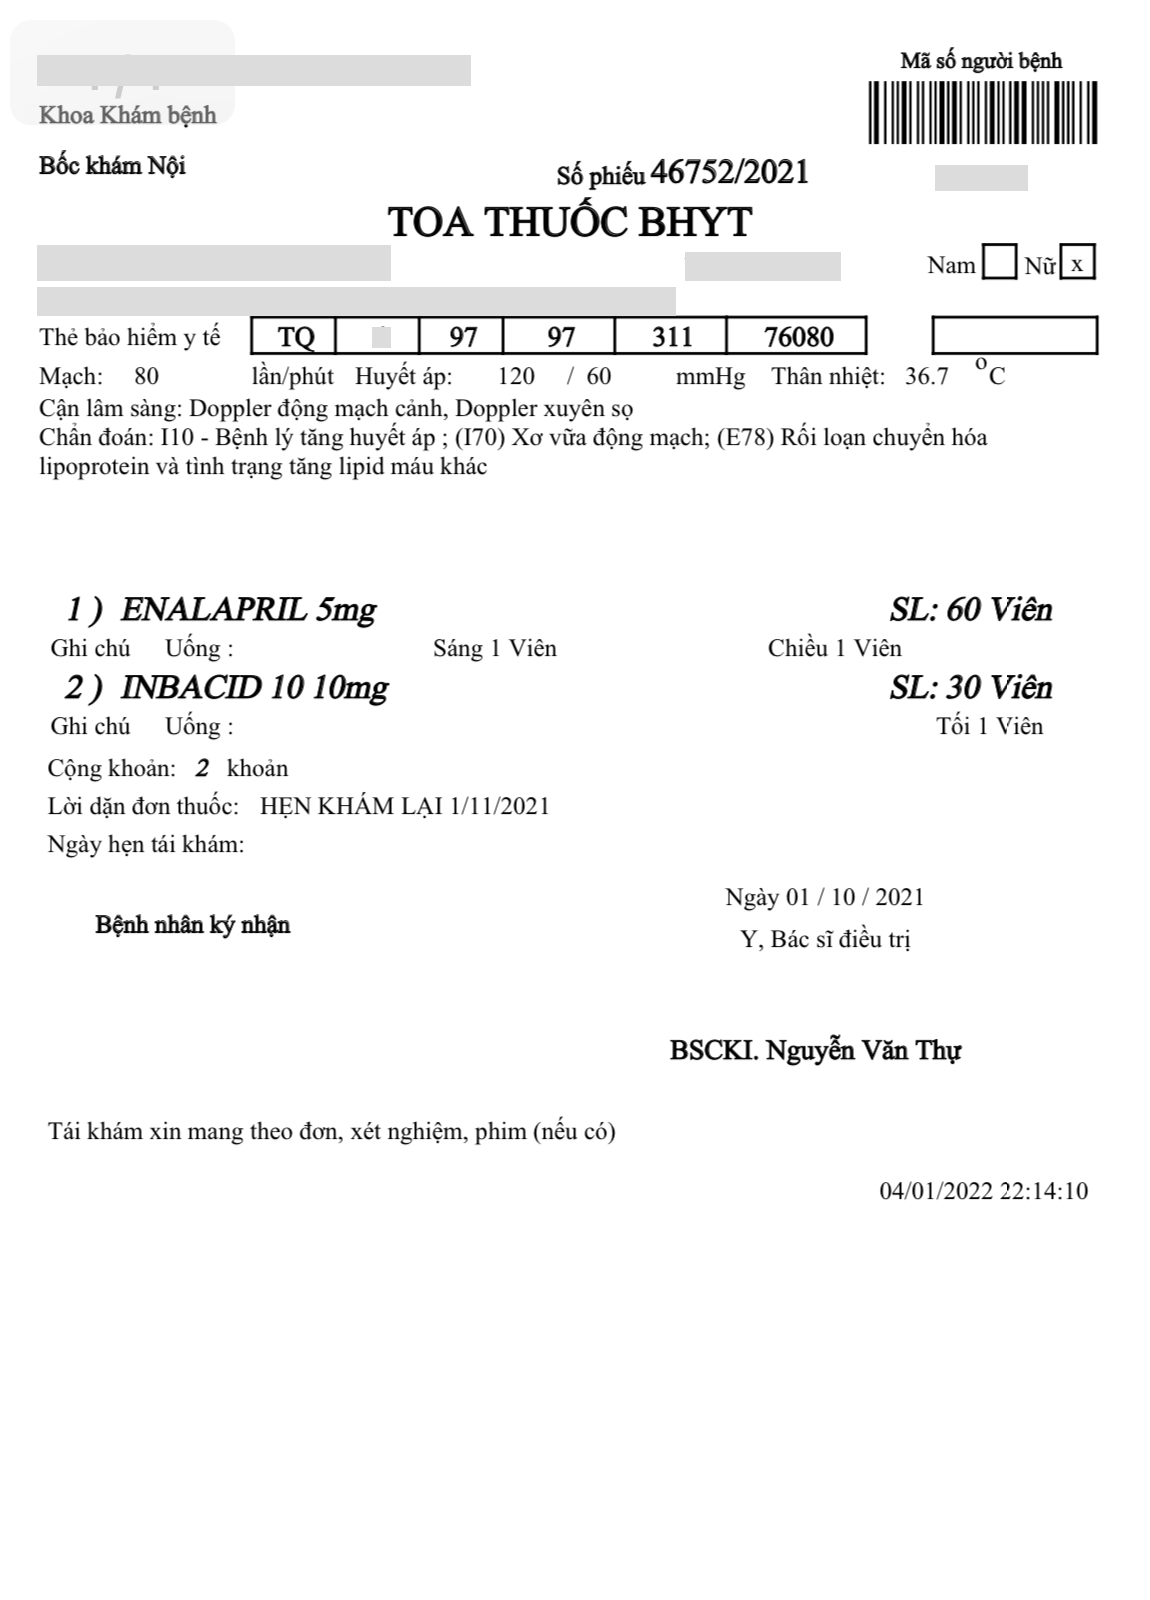 Mã số người bệnh
Khoa Khám bệnh
Bốc khám Nội
Số phiếu 46752/2021
TOA THUỐC BHYT
Nam Nữ x
Thẻ bảo hiểm y tế TQ 97 97 311 76080
Mạch: 80 lần/phút Huyết áp: 120 / 60 mmHg Thân nhiệt: 36.7 °C
Cận lâm sàng: Doppler động mạch cảnh, Doppler xuyên sọ
Chẩn đoán: I10 - Bệnh lý tăng huyết áp ; (I70) Xơ vữa động mạch; (E78) Rối loạn chuyển hóa
lipoprotein và tình trạng tăng lipid máu khác
1 ) ENALAPRIL 5mg SL: 60 Viên
Ghi chú Uống : Sáng 1 Viên Chiều 1 Viên
2 ) INBACID 10 10mg SL: 30 Viên
Ghi chú Uống : Tối 1 Viên
Cộng khoản: 2 khoản
Lời dặn đơn thuốc: HẸN KHÁM LẠI 1/11/2021
Ngày hẹn tái khám:
Ngày 01 / 10 / 2021
Bệnh nhân ký nhận
Y, Bác sĩ điều trị
BSCKI. Nguyễn Văn Thự
Tái khám xin mang theo đơn, xét nghiệm, phim (nếu có)
04/01/2022 22:14:10